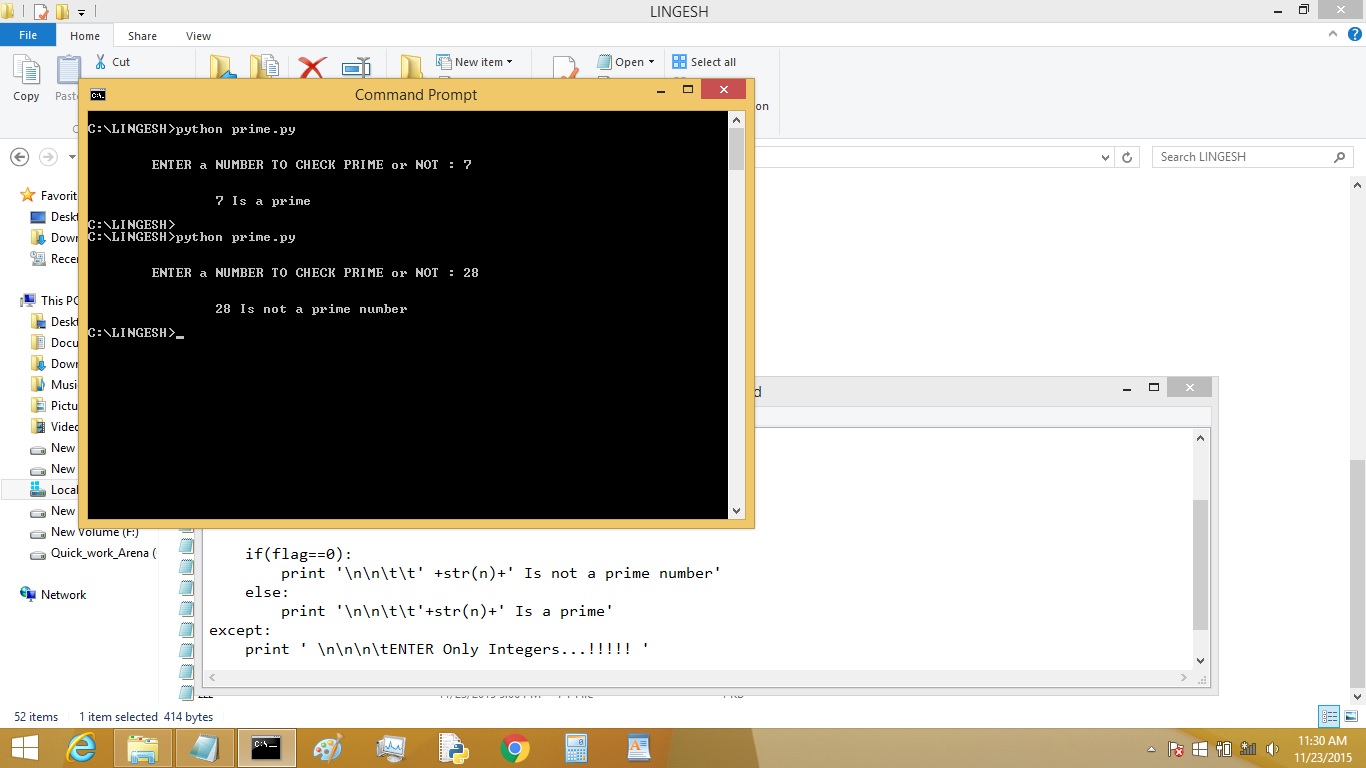 LINGESH
File Home Share View
Cut
New item
Open
Select all
Copy
Command Prompt
C:\LINGESH>python prime.py
ENTER a NUMBER TO CHECK PRIME or NOT : 7
7 Is a prime
C:\LINGESH>
C:\LINGESH>python prime.py
ENTER a NUMBER TO CHECK PRIME or NOT : 28
28 Is not a prime number
C:\LINGESH>_
Search LINGESH
Favorit
Deskt
Down
Recer
This PC
Deskt
Docu
Down
Musi
Pictu
Videc
New
New
Local
New
New Volume (F:)
Quick_work_Arena (
Network
if(flag==0):
print '\n\n\t\t' +str(n)+' Is not a prime number'
else:
print '\n\n\t\t'+str(n)+' Is a prime'
except:
print ' \n\n\n\tENTER Only Integers...!!!!! '
52 items 1 item selected 414 bytes
11:30 AM
11/23/2015